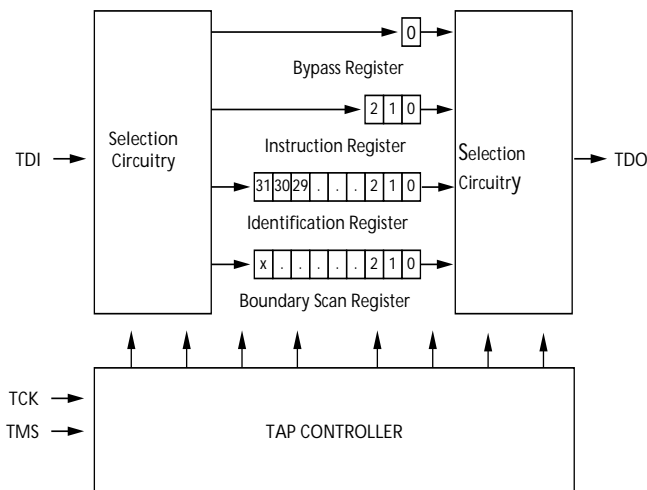 0
Bypass Register
2 1 0
Instruction Register
Selection
Circuitry
TDI
Selection
Circuitry
TDO
31 30 29 . . . 2 1 0
Identification Register
x . . . . . 2 1 0
Boundary Scan Register
TCK
TMS
TAP CONTROLLER